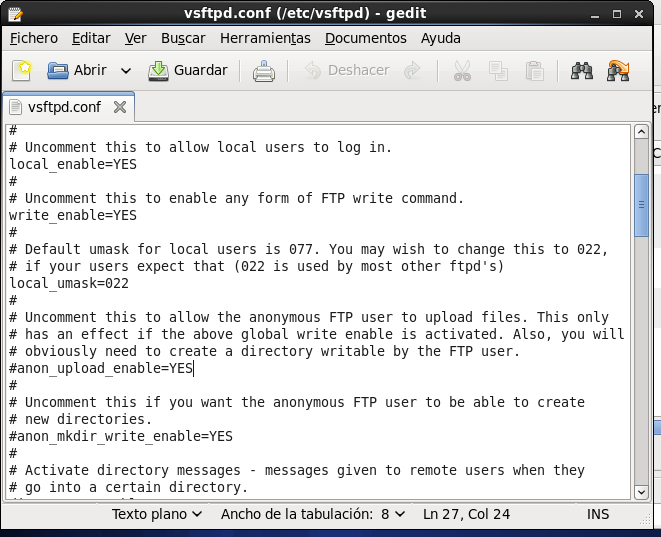 vsftpd.conf (/etc/vsftpd) - gedit
Fichero Editar Ver Buscar Herramientas Documentos Ayuda
Abrir Guardar Deshacer
vsftpd.conf
#
# Uncomment this to allow local users to log in.
local_enable=YES
#
# Uncomment this to enable any form of FTP write command.
write_enable=YES
#
# Default umask for local users is 077. You may wish to change this to 022,
# if your users expect that (022 is used by most other ftpd's)
local_umask=022
#
# Uncomment this to allow the anonymous FTP user to upload files. This only
# has an effect if the above global write enable is activated. Also, you will
# obviously need to create a directory writable by the FTP user.
#anon_upload_enable=YES
#
# Uncomment this if you want the anonymous FTP user to be able to create
# new directories.
#anon_mkdir_write_enable=YES
#
# Activate directory messages - messages given to remote users when they
# go into a certain directory.
Texto plano Ancho de la tabulación: 8 Ln 27, Col 24 INS